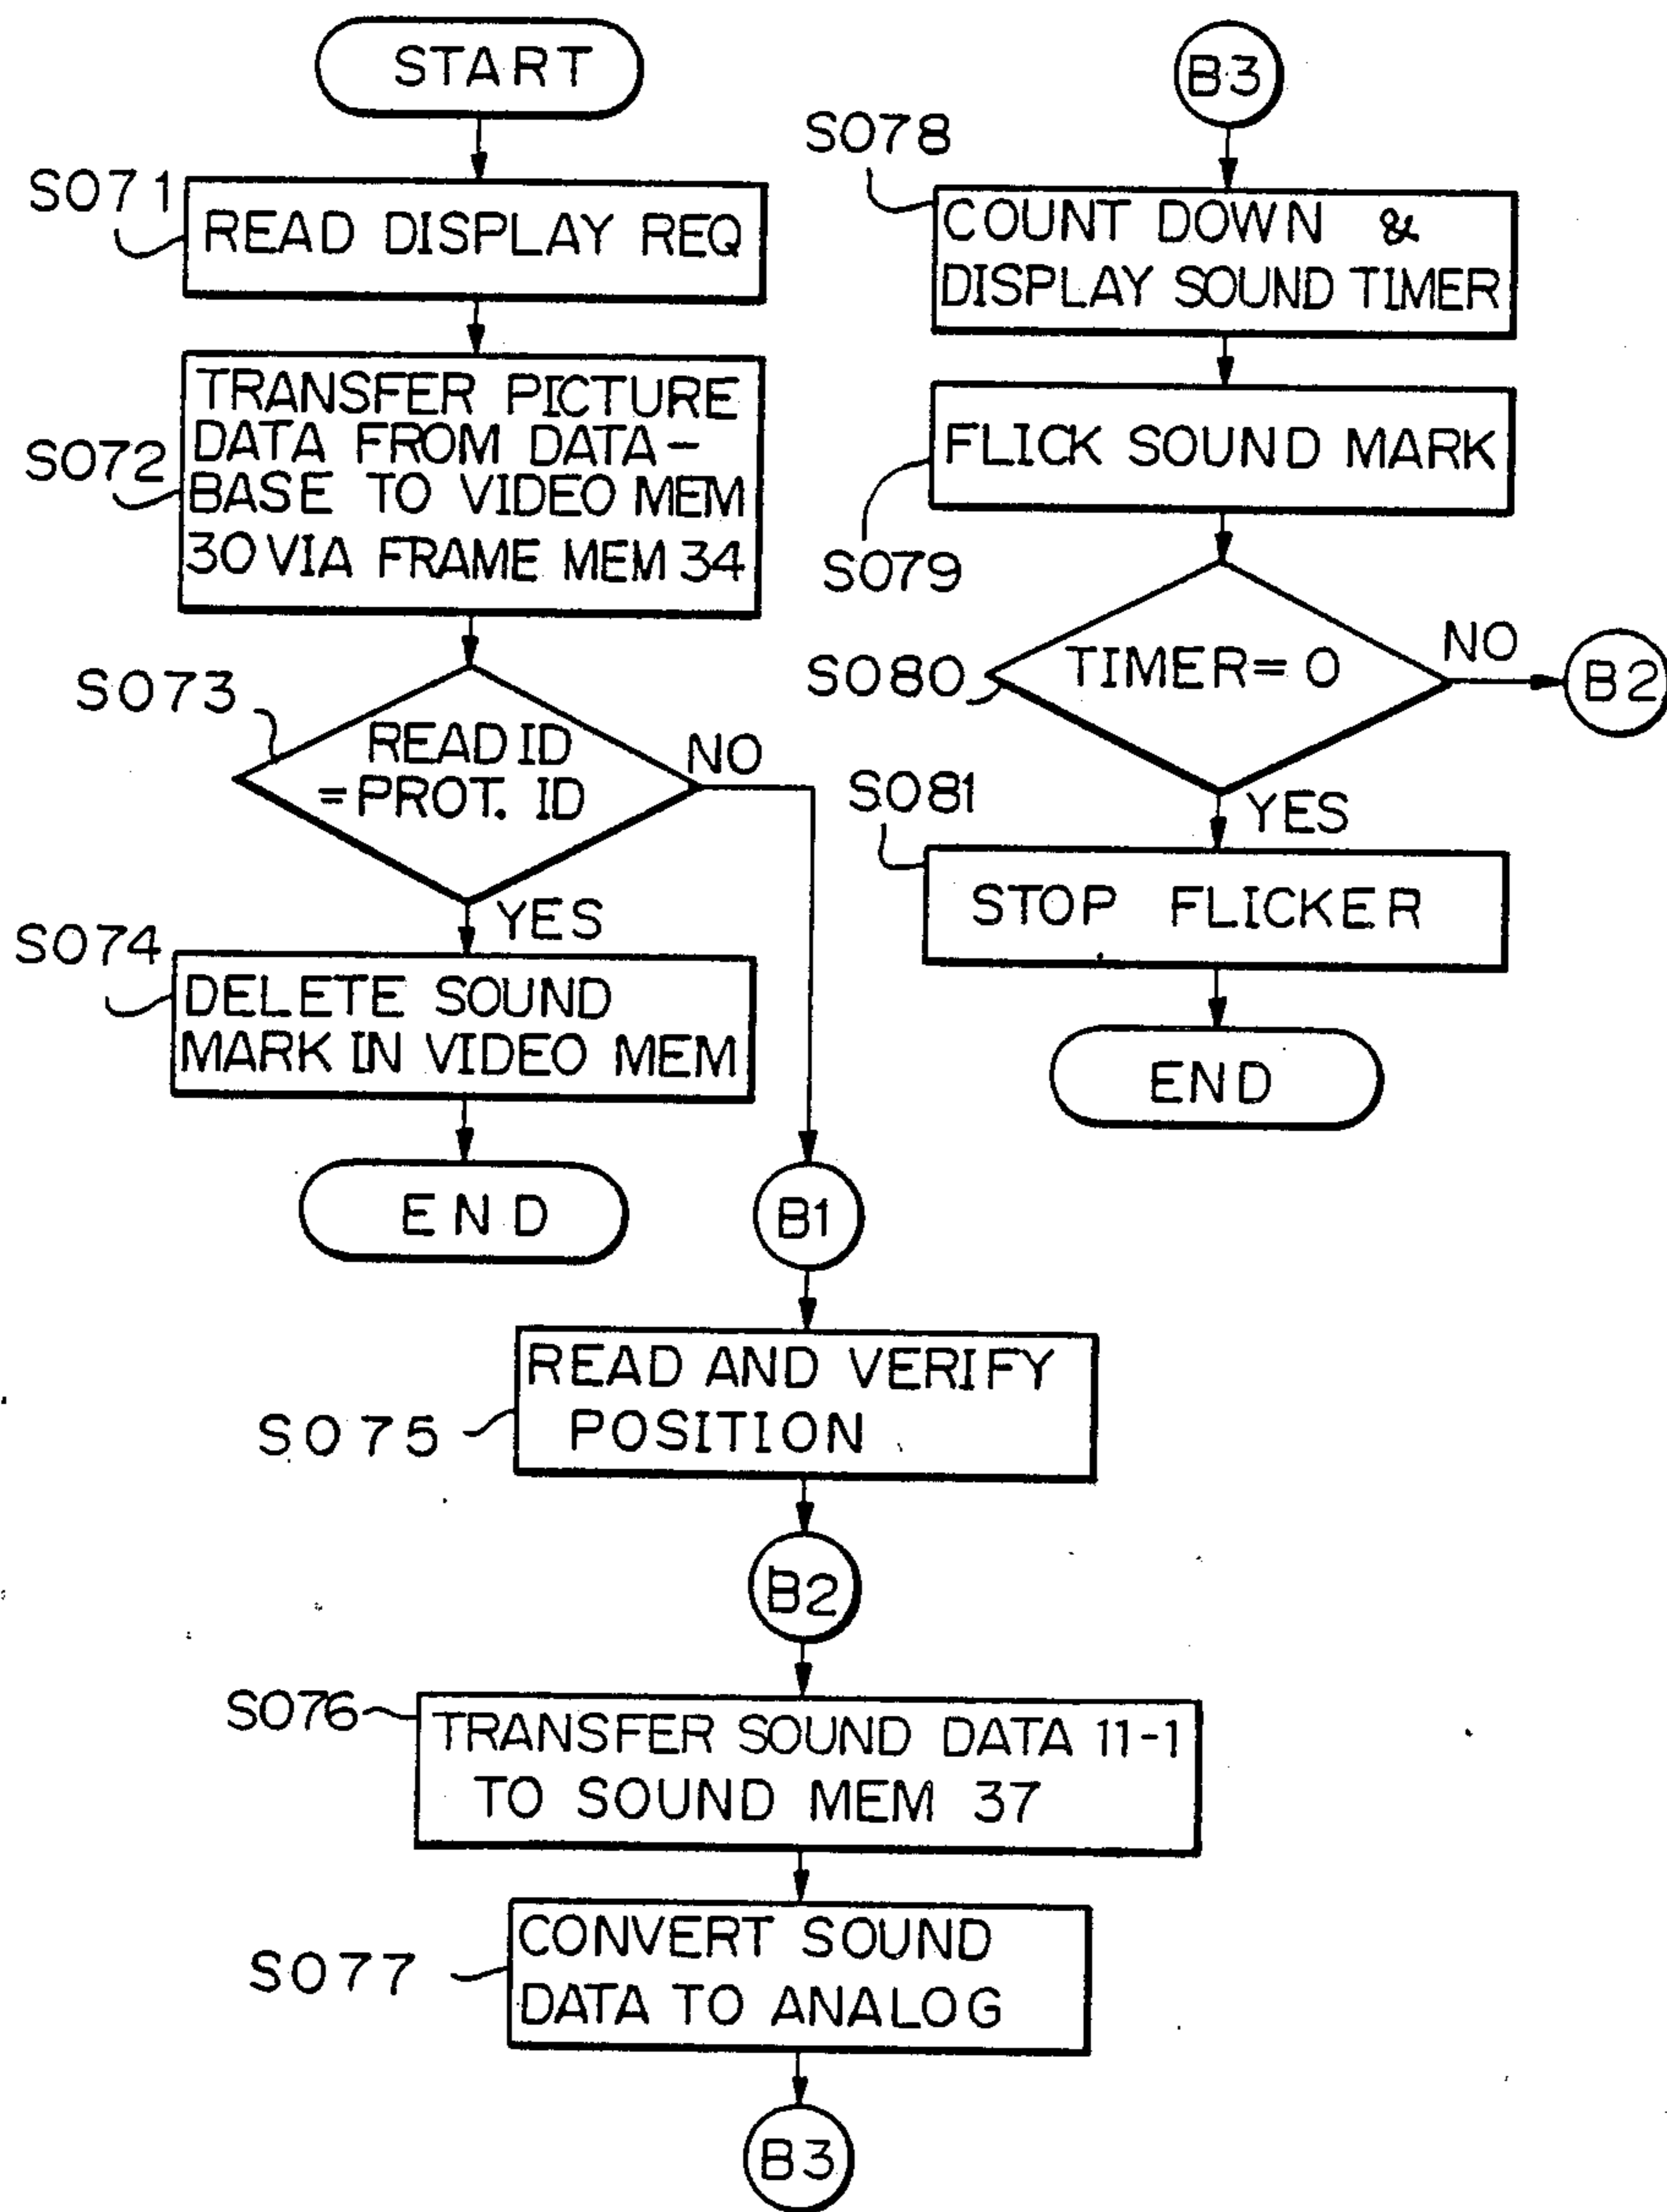 START
S071
READ DISPLAY REQ
S072
TRANSFER PICTURE
DATA FROM DATA-
BASE TO VIDEO MEM
30 VIA FRAME MEM 34
S073
READ ID
=PROT. ID
NO
YES
S074
DELETE SOUND
MARK IN VIDEO MEM
END
B1
READ AND VERIFY
POSITION
S075
B2
S076
TRANSFER SOUND DATA 11-1
TO SOUND MEM 37
S077
CONVERT SOUND
DATA TO ANALOG
B3
B3
S078
COUNT DOWN &
DISPLAY SOUND TIMER
FLICK SOUND MARK
S079
S080
TIMER=0
NO
B2
YES
S081
STOP FLICKER
END